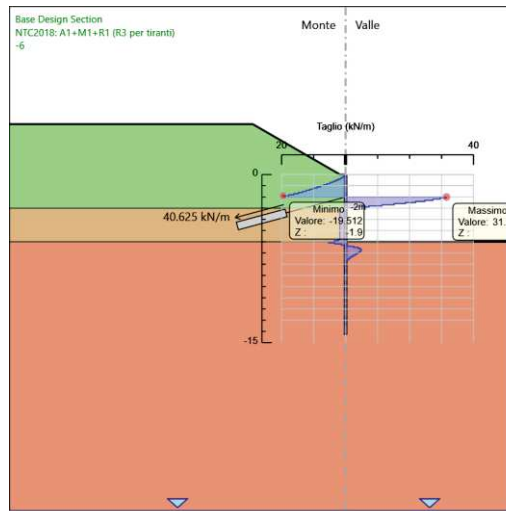 Base Design Section
NTC2018: A1+M1+R1 (R3 per tiranti)
-6
Monte
Valle
Taglio (kN/m)
20
40
0
40.625 kN/m
-2m
Minimo
Valore: -19.512
Z : -1.9
Massimo
Valore: 31.
Z :
-15